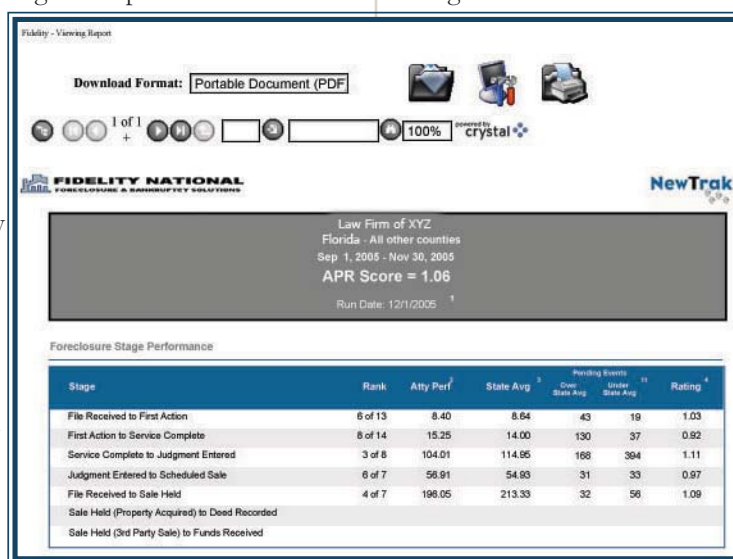 Fidelity - Viewing Report
Download Format: Portable Document (PDF
1 of 1
+
100%
powered by
crystal
FIDELITY NATIONAL
FORECLOSURE & BANKRUPTCY SOLUTIONS
NewTrak
Law Firm of XYZ
Florida - All other counties
Sep 1, 2005 - Nov 30, 2005
APR Score = 1.06
Run Date: 12/1/2005 1
Foreclosure Stage Performance
Pending Events
Stage Rank Atty Perf 2 State Avg 3 Over State Avg Under State Avg 11 Rating 4
File Received to First Action 6 of 13 8.40 8.64 43 19 1.03
First Action to Service Complete 8 of 14 15.25 14.00 130 37 0.92
Service Complete to Judgment Entered 3 of 8 104.01 114.95 168 394 1.11
Judgment Entered to Scheduled Sale 6 of 7 56.91 54.93 31 33 0.97
File Received to Sale Held 4 of 7 196.05 213.33 32 56 1.09
Sale Held (Property Acquired) to Deed Recorded
Sale Held (3rd Party Sale) to Funds Received